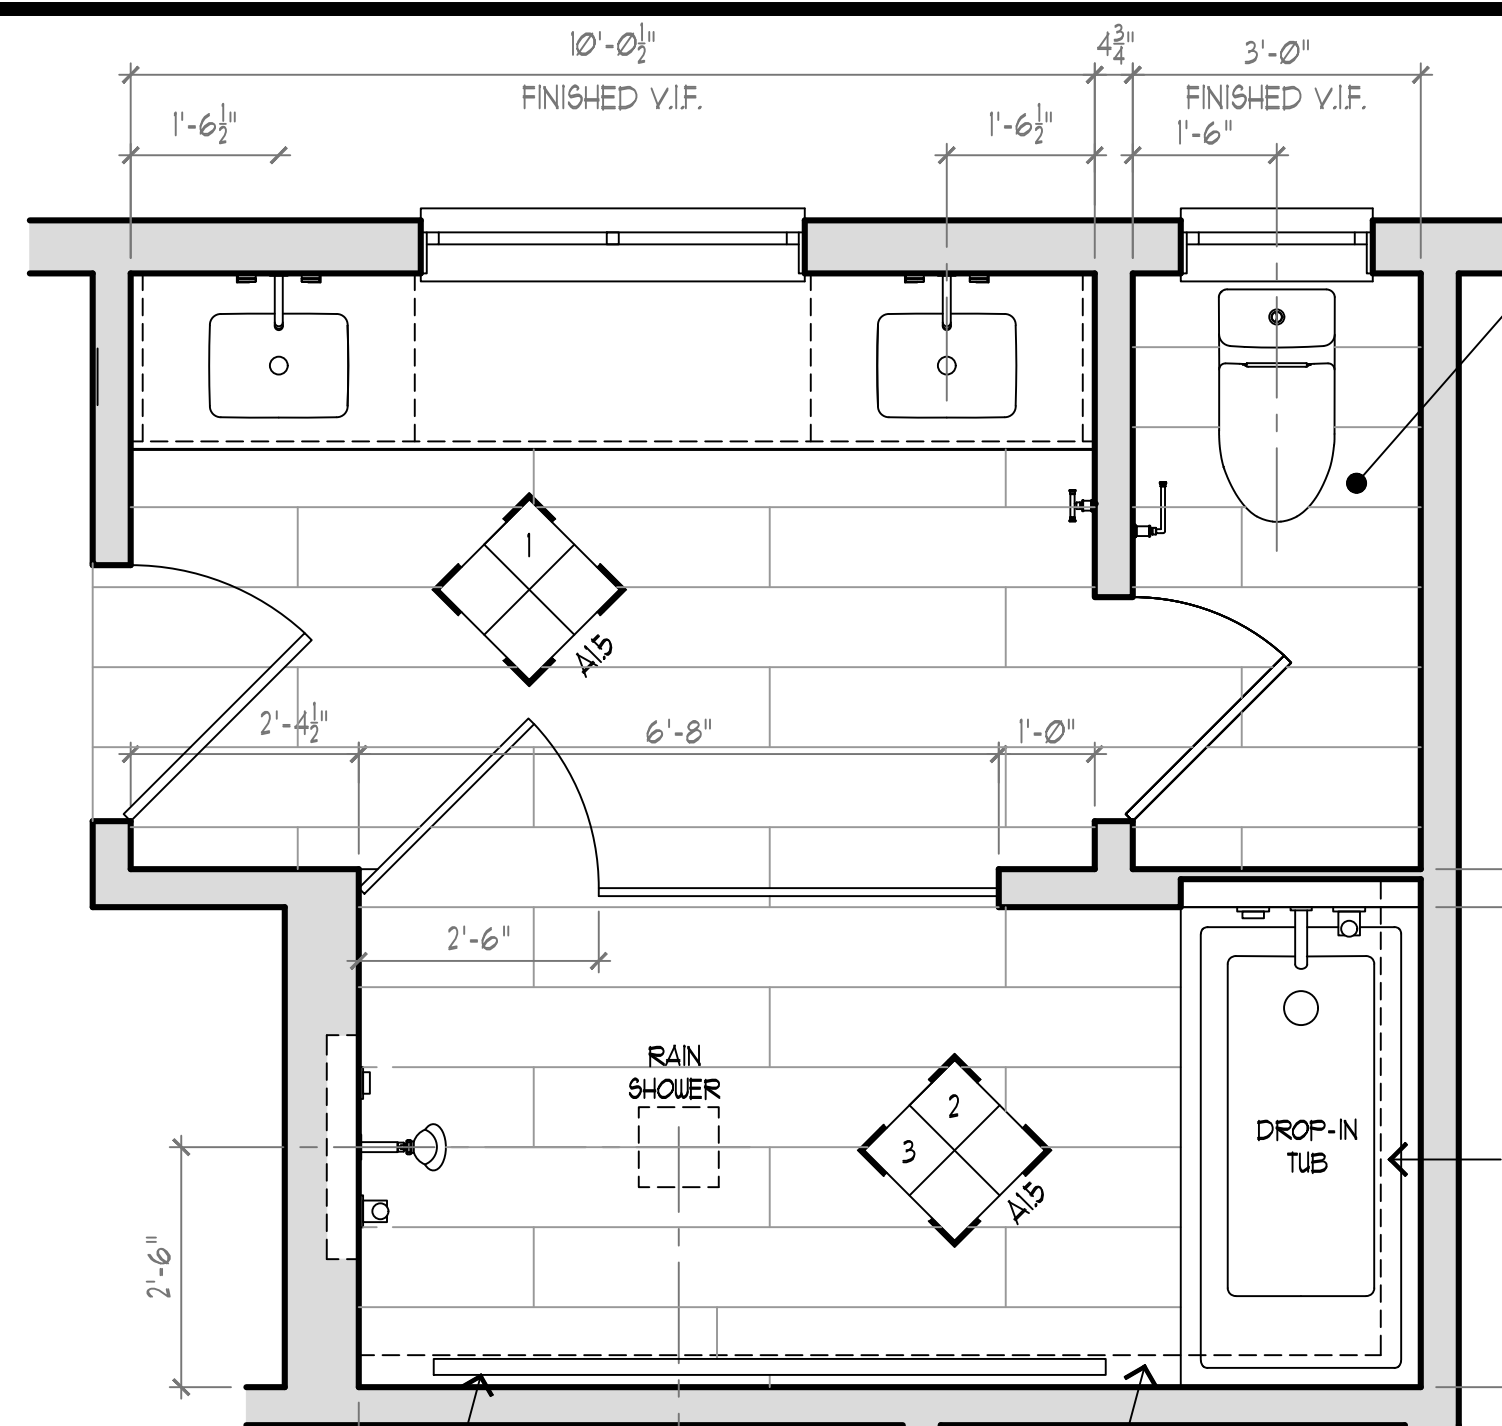 10'-0½" 4¾" 3'-0"
FINISHED V.I.F. FINISHED V.I.F.
1'-6½" 1'-6½" 1'-6"
1
A1.5
2'-4½" 6'-8" 1'-0"
2'-6"
RAIN
SHOWER
2
3
A1.5
DROP-IN
TUB
2'-6"